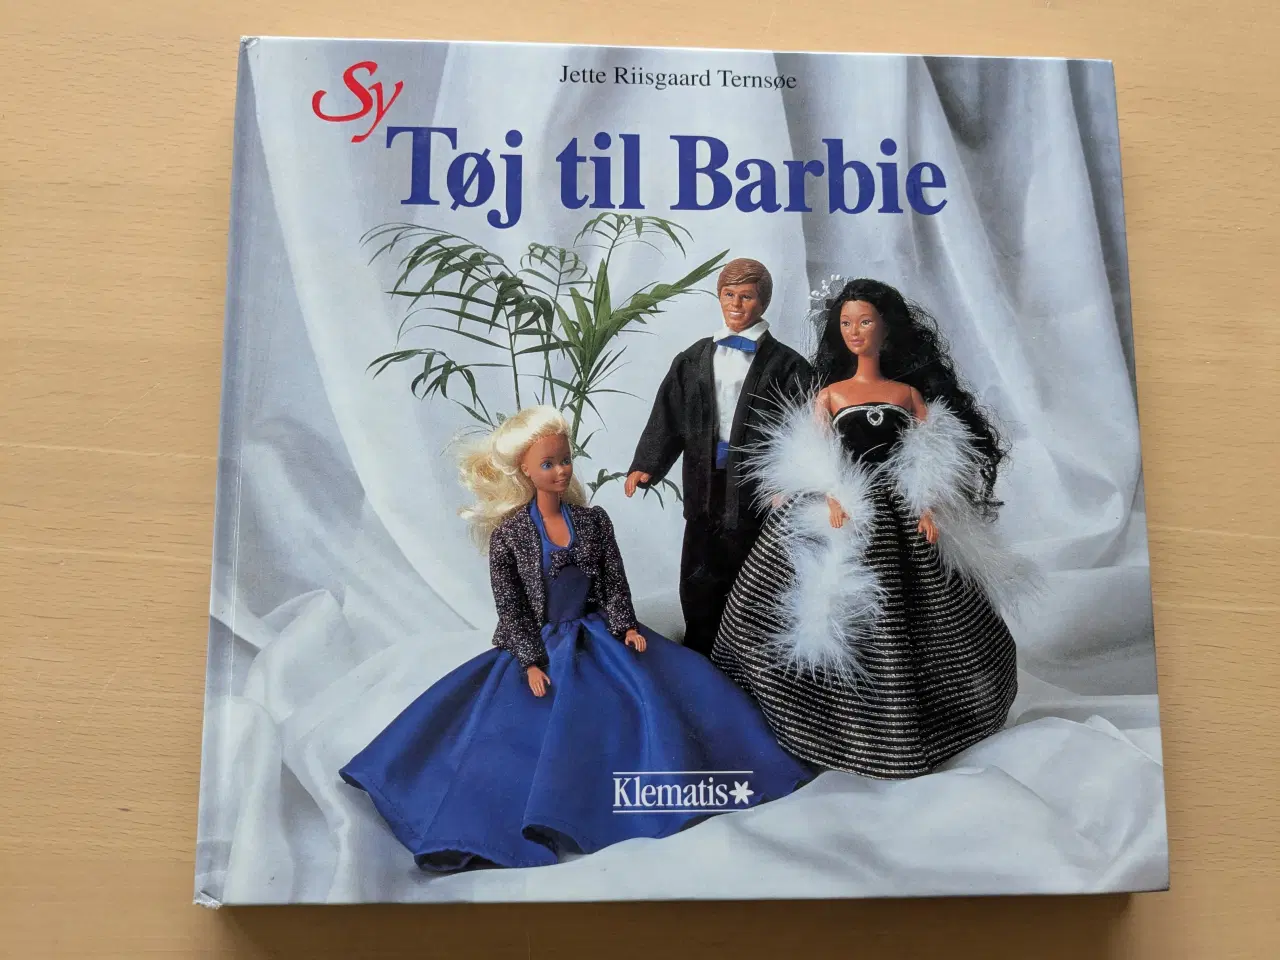 Jette Riisgaard Ternsøe
Sy
Tøj til Barbie
Klematis